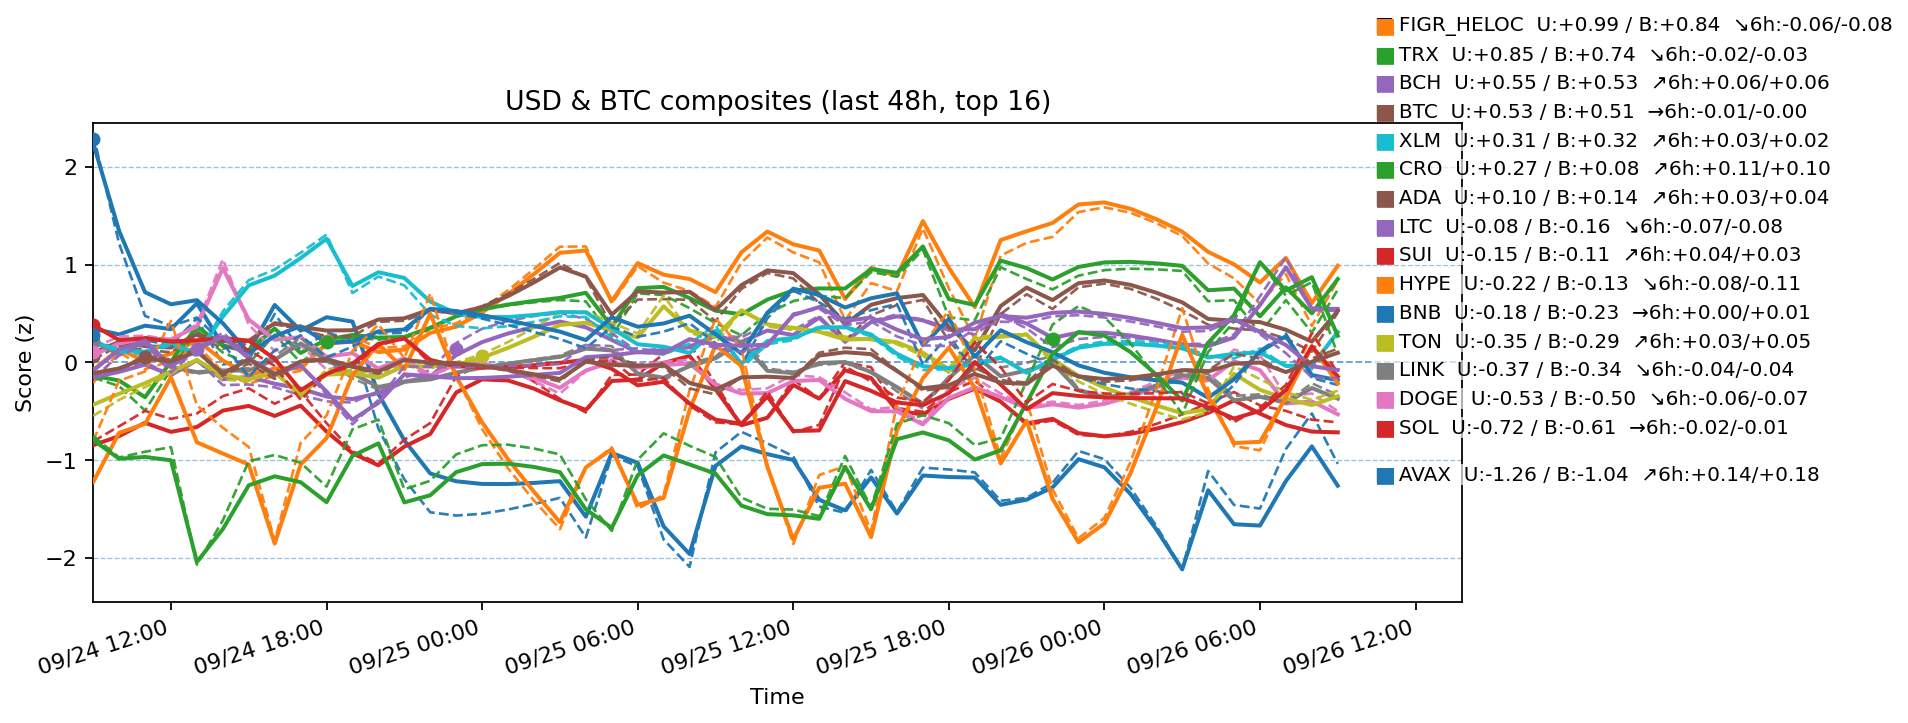 USD & BTC composites (last 48h, top 16)
FIGR_HELOC U:+0.99 / B:+0.84 ↘6h:-0.06/-0.08
TRX U:+0.85 / B:+0.74 ↘6h:-0.02/-0.03
BCH U:+0.55 / B:+0.53 ↗6h:+0.06/+0.06
BTC U:+0.53 / B:+0.51 →6h:-0.01/-0.00
XLM U:+0.31 / B:+0.32 ↗6h:+0.03/+0.02
CRO U:+0.27 / B:+0.08 ↗6h:+0.11/+0.10
ADA U:+0.10 / B:+0.14 ↗6h:+0.03/+0.04
LTC U:-0.08 / B:-0.16 ↘6h:-0.07/-0.08
SUI U:-0.15 / B:-0.11 ↗6h:+0.04/+0.03
HYPE U:-0.22 / B:-0.13 ↘6h:-0.08/-0.11
BNB U:-0.18 / B:-0.23 →6h:+0.00/+0.01
TON U:-0.35 / B:-0.29 ↗6h:+0.03/+0.05
LINK U:-0.37 / B:-0.34 ↘6h:-0.04/-0.04
DOGE U:-0.53 / B:-0.50 ↘6h:-0.06/-0.07
SOL U:-0.72 / B:-0.61 →6h:-0.02/-0.01
AVAX U:-1.26 / B:-1.04 ↗6h:+0.14/+0.18
Score (z)
2
1
0
−1
−2
09/24 12:00
09/24 18:00
09/25 00:00
09/25 06:00
09/25 12:00
09/25 18:00
09/26 00:00
09/26 06:00
09/26 12:00
Time